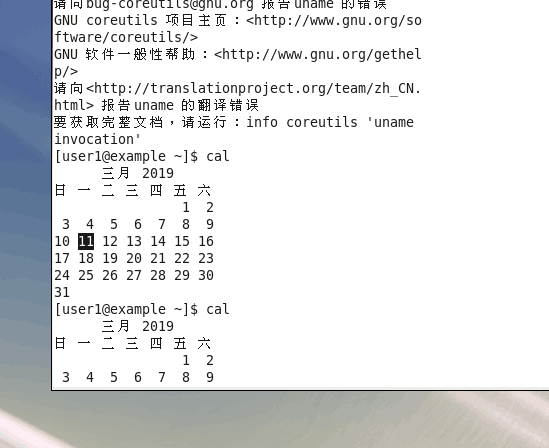 请向bug-coreutils@gnu.org 报告uname 的错误
GNU coreutils 项目主页：<http://www.gnu.org/so
ftware/coreutils/>
GNU 软件一般性帮助：<http://www.gnu.org/gethel
p/>
请向<http://translationproject.org/team/zh_CN.
html> 报告uname 的翻译错误
要获取完整文档，请运行：info coreutils 'uname
invocation'
[user1@example ~]$ cal
三月 2019
日 一 二 三 四 五 六
1 2
3 4 5 6 7 8 9
10 11 12 13 14 15 16
17 18 19 20 21 22 23
24 25 26 27 28 29 30
31
[user1@example ~]$ cal
三月 2019
日 一 二 三 四 五 六
1 2
3 4 5 6 7 8 9